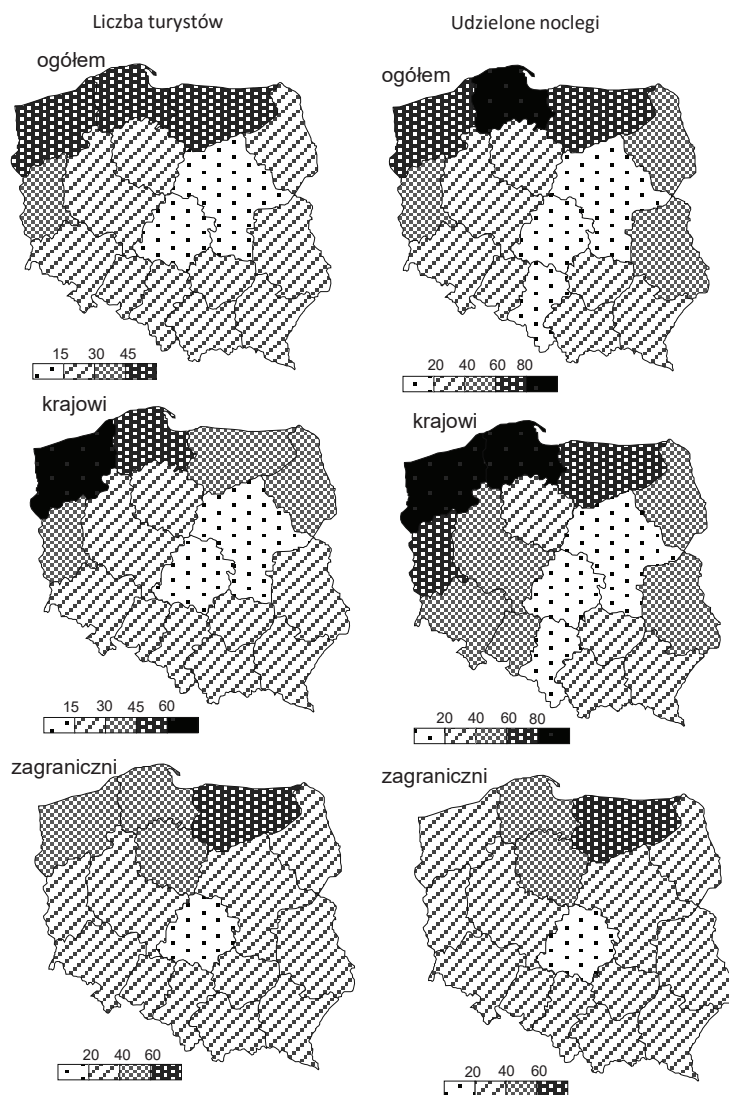 Liczba turystów
Udzielone noclegi
ogółem
ogółem
15 30 45
20 40 60 80
krajowi
krajowi
15 30 45 60
20 40 60 80
zagraniczni
zagraniczni
20 40 60
20 40 60